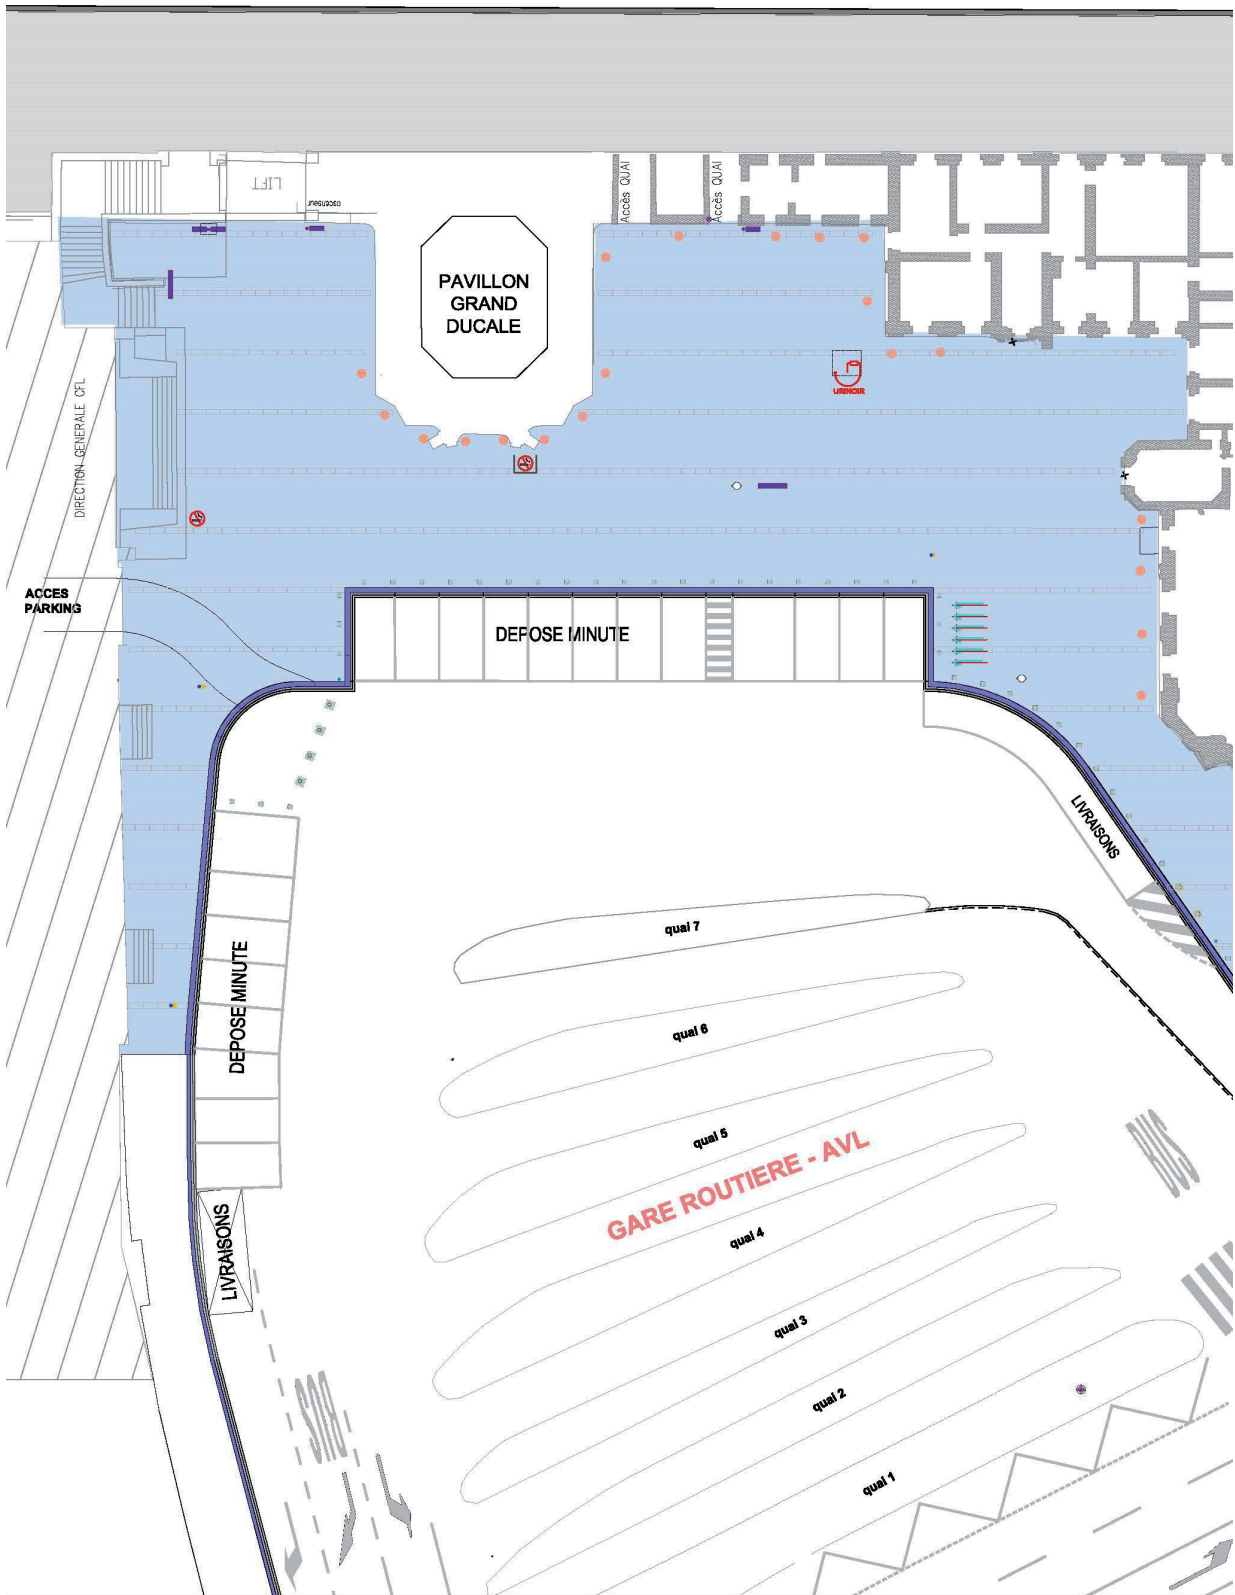 Accès QUAI
Accès QUAI
LIFT
ascenseur
PAVILLON
GRAND
DUCALE
URINOIR
DIRECTION GENERALE CFL
ACCES
PARKING
DEPOSE MINUTE
LIVRAISONS
quai 7
DEPOSE MINUTE
quai 6
quai 5
GARE ROUTIERE - AVL
quai 4
LIVRAISONS
quai 3
quai 2
quai 1
BUS
BUS